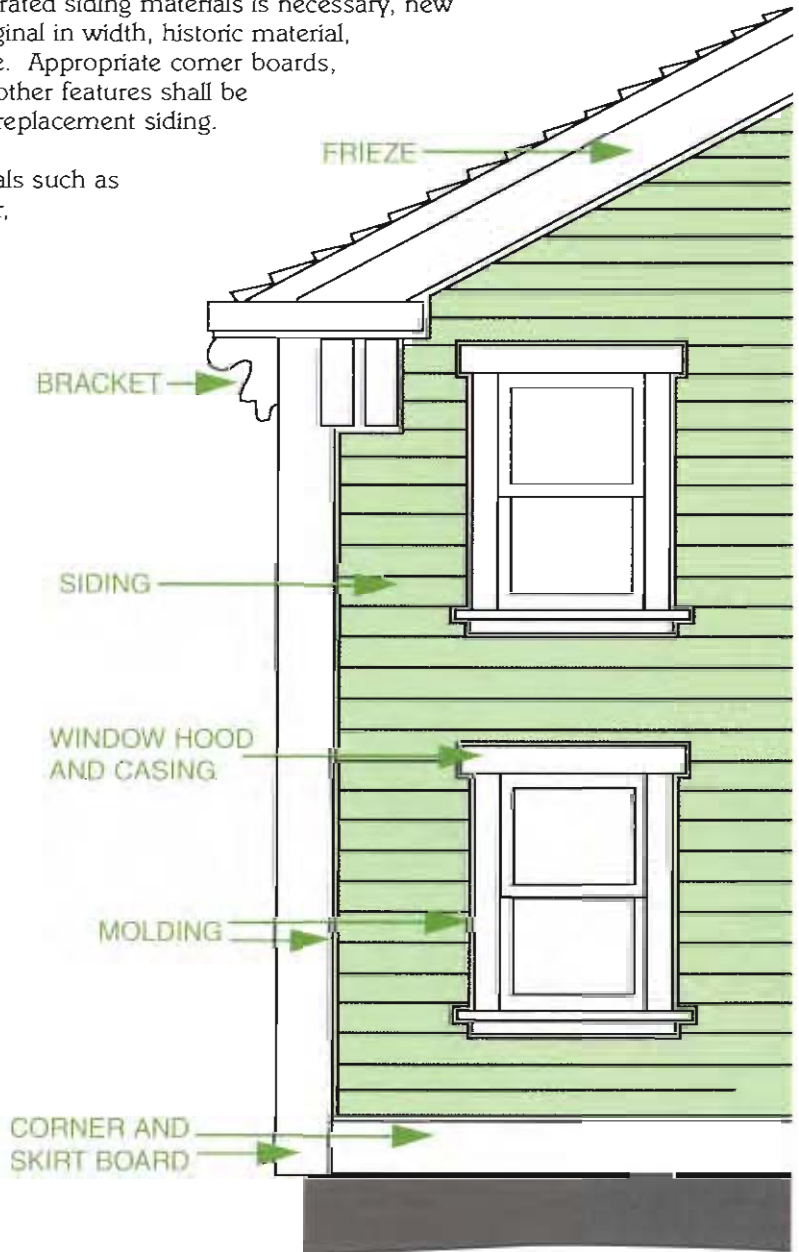 rated siding materials is necessary, new
ginal in width, historic material,
e. Appropriate corner boards,
other features shall be
replacement siding.
als such as
r,
FRIEZE
BRACKET
SIDING
WINDOW HOOD
AND CASING
MOLDING
CORNER AND
SKIRT BOARD